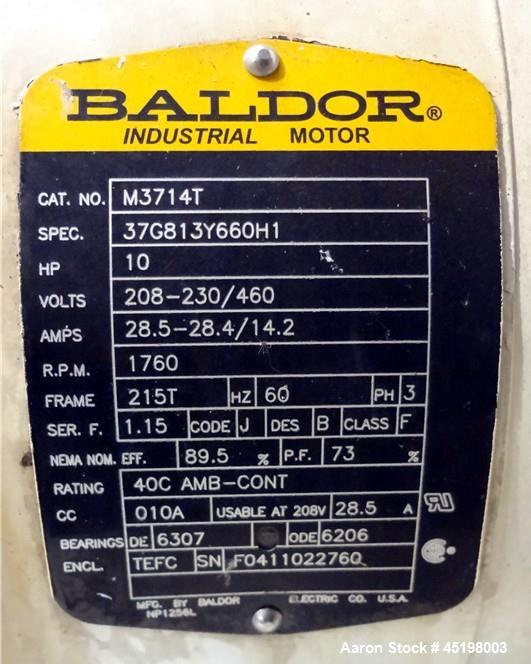 BALDOR®
INDUSTRIAL MOTOR
CAT. NO. M3714T
SPEC. 37G813Y660H1
HP 10
VOLTS 208-230/460
AMPS 28.5-28.4/14.2
R.P.M. 1760
FRAME 215T HZ 60 PH 3
SER. F. 1.15 CODE J DES B CLASS F
NEMA NOM. EFF. 89.5 % P.F. 73 %
RATING 40C AMB-CONT
CC 010A USABLE AT 208V 28.5 A
BEARINGS DE 6307 ODE 6206
ENCL. TEFC SN F0411022760
MFG. BY BALDOR ELECTRIC CO. U.S.A.
NP1256L
Aaron Stock # 45198003